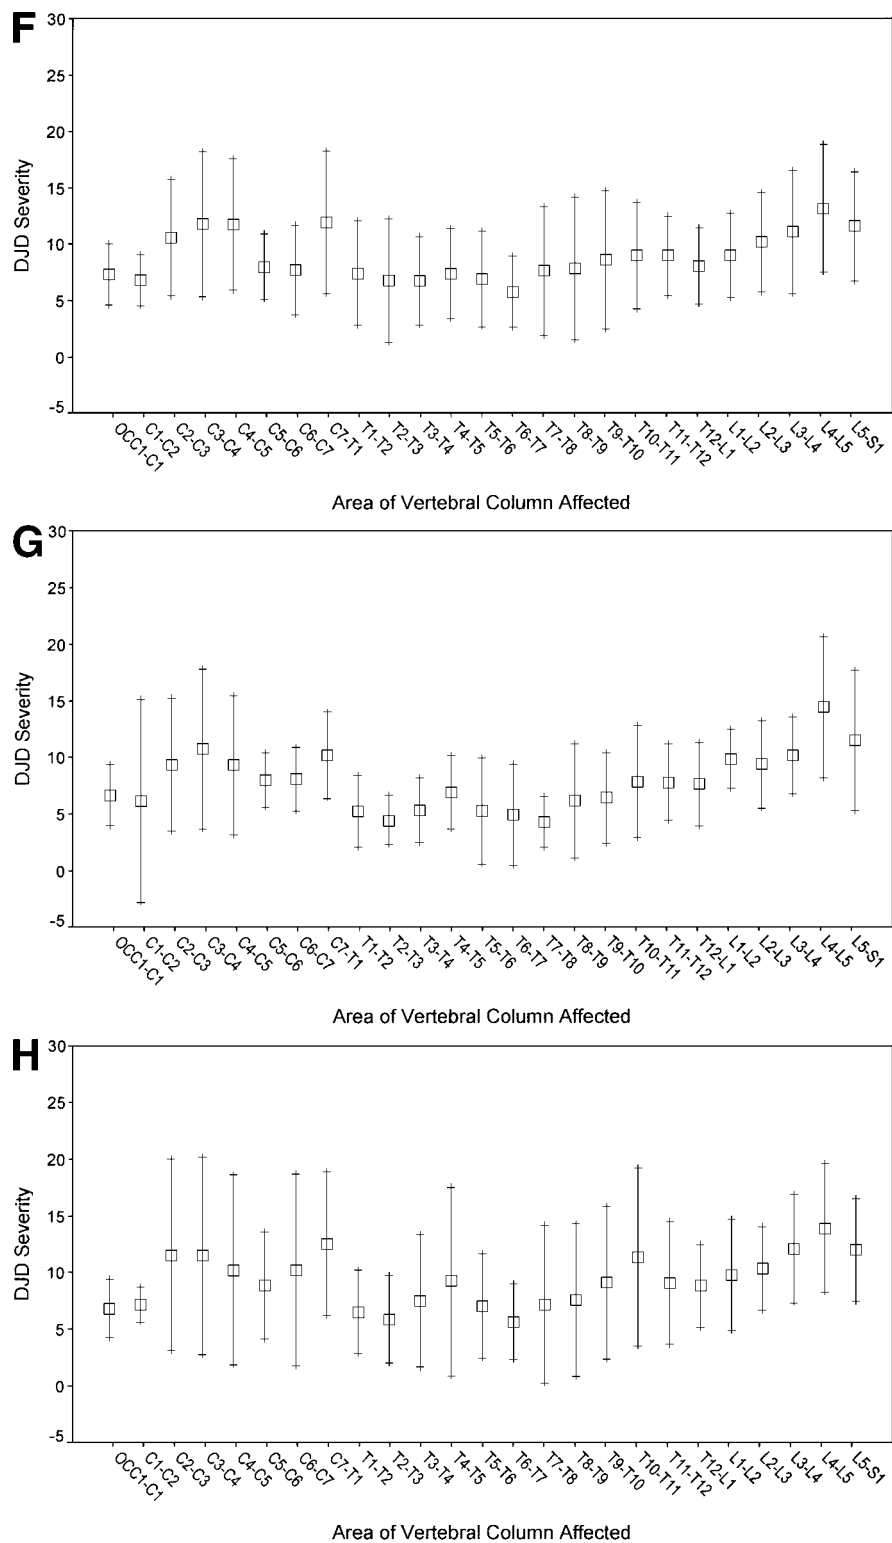 F
30
25
20
15
10
5
0
-5
DJD Severity
OCC1-C1 C1-C2 C2-C3 C3-C4 C4-C5 C5-C6 C6-C7 C7-T1 T1-T2 T2-T3 T3-T4 T4-T5 T5-T6 T6-T7 T7-T8 T8-T9 T9-T10 T10-T11 T11-T12 T12-L1 L1-L2 L2-L3 L3-L4 L4-L5 L5-S1
Area of Vertebral Column Affected
G
30
25
20
15
10
5
0
-5
DJD Severity
OCC1-C1 C1-C2 C2-C3 C3-C4 C4-C5 C5-C6 C6-C7 C7-T1 T1-T2 T2-T3 T3-T4 T4-T5 T5-T6 T6-T7 T7-T8 T8-T9 T9-T10 T10-T11 T11-T12 T12-L1 L1-L2 L2-L3 L3-L4 L4-L5 L5-S1
Area of Vertebral Column Affected
H
30
25
20
15
10
5
0
-5
DJD Severity
OCC1-C1 C1-C2 C2-C3 C3-C4 C4-C5 C5-C6 C6-C7 C7-T1 T1-T2 T2-T3 T3-T4 T4-T5 T5-T6 T6-T7 T7-T8 T8-T9 T9-T10 T10-T11 T11-T12 T12-L1 L1-L2 L2-L3 L3-L4 L4-L5 L5-S1
Area of Vertebral Column Affected